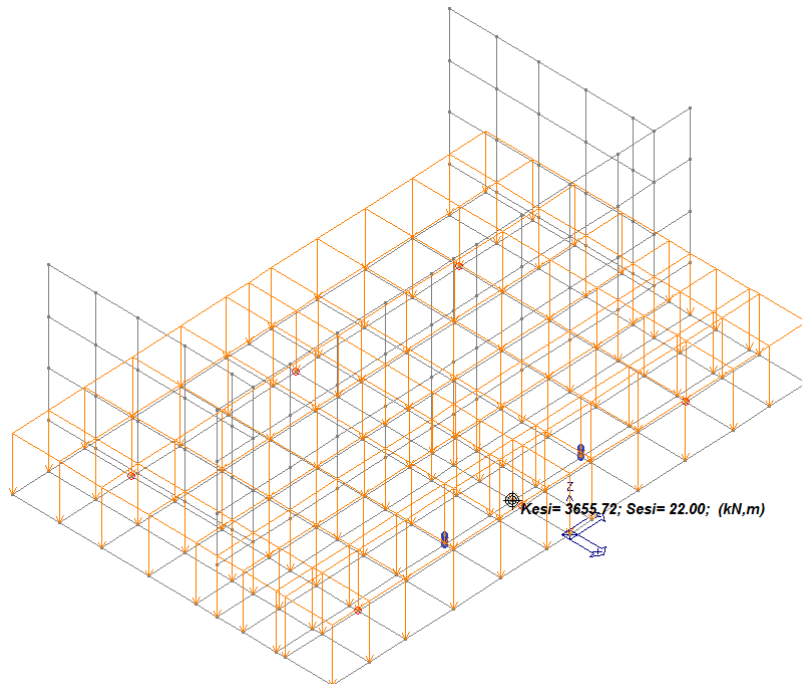 Z
Kesi= 3655.72; Sesi= 22.00; (kN,m)